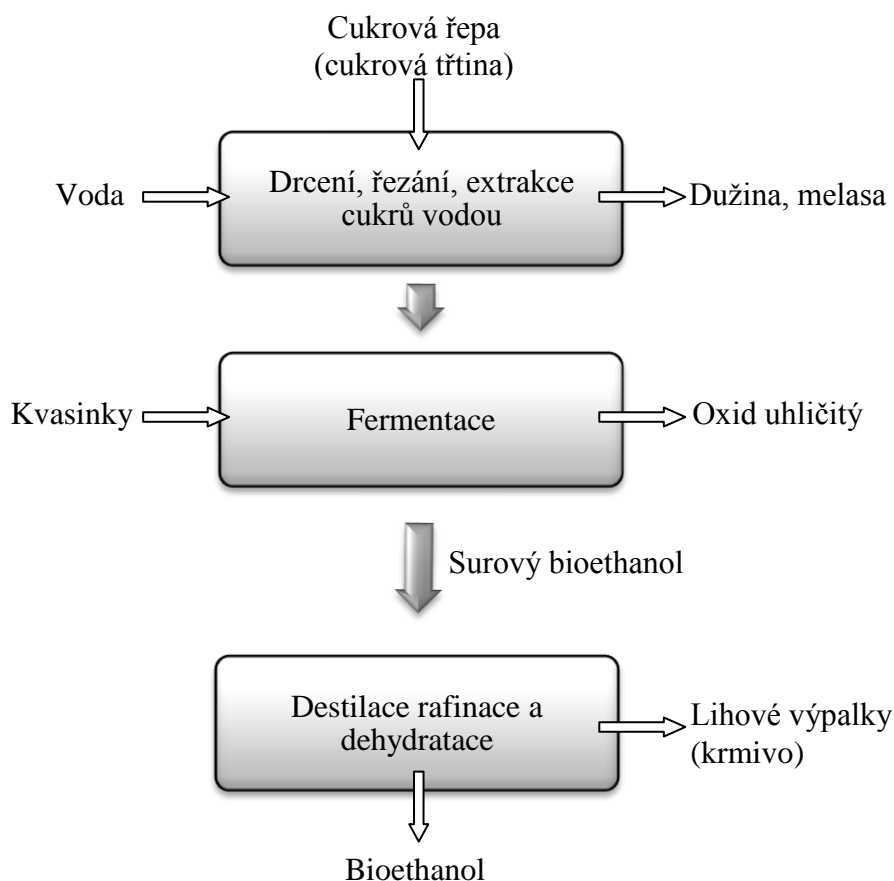 Cukrová řepa
(cukrová třtina)
Voda
Drcení, řezání, extrakce
cukrů vodou
Dužina, melasa
Kvasinky
Fermentace
Oxid uhličitý
Surový bioethanol
Destilace rafinace a
dehydratace
Lihové výpalky
(krmivo)
Bioethanol